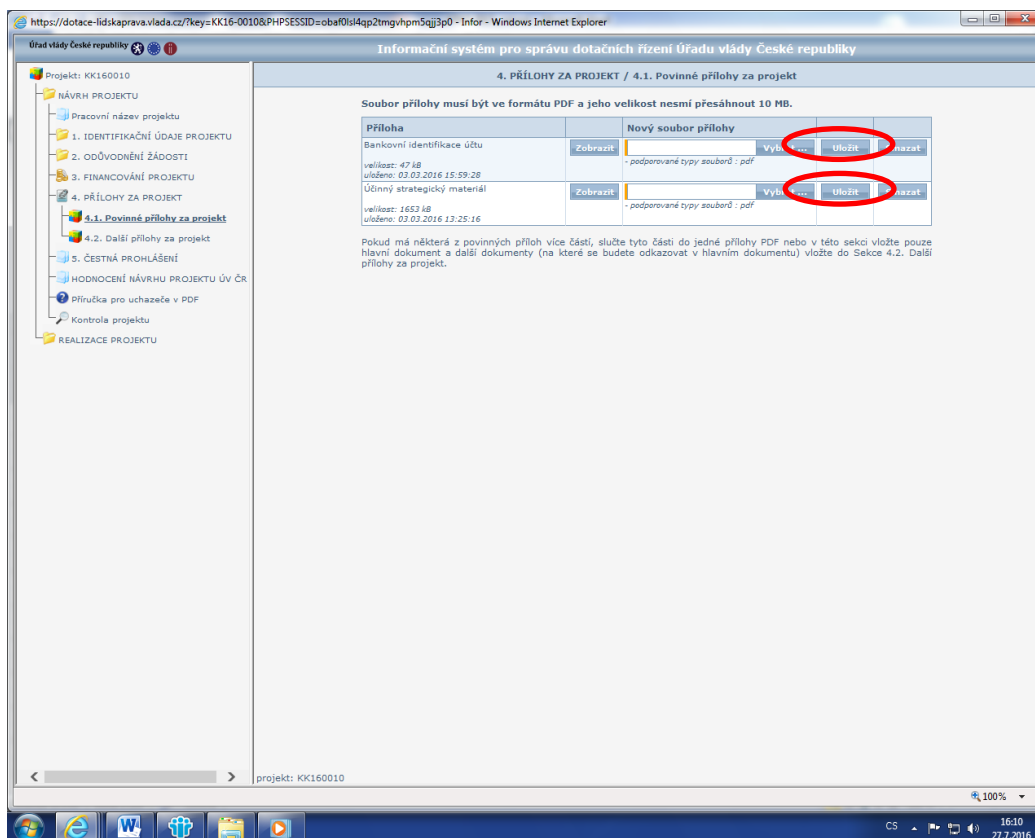 https://dotace-lidskaprava.vlada.cz/?key=KK16-0010&PHPSESSID=obaf0lsl4qp2tmgvhpm5qjj3p0 - Infor - Windows Internet Explorer
Úřad vlády České republiky
Informační systém pro správu dotačních řízení Úřadu vlády České republiky
Projekt: KK160010
NÁVRH PROJEKTU
Pracovní název projektu
1. IDENTIFIKAČNÍ ÚDAJE PROJEKTU
2. ODŮVODNĚNÍ ŽÁDOSTI
3. FINANCOVÁNÍ PROJEKTU
4. PŘÍLOHY ZA PROJEKT
4.1. Povinné přílohy za projekt
4.2. Další přílohy za projekt
5. ČESTNÁ PROHLÁŠENÍ
HODNOCENÍ NÁVRHU PROJEKTU ÚV ČR
Příručka pro uchazeče v PDF
Kontrola projektu
REALIZACE PROJEKTU
4. PŘÍLOHY ZA PROJEKT / 4.1. Povinné přílohy za projekt
Soubor přílohy musí být ve formátu PDF a jeho velikost nesmí přesáhnout 10 MB.
Příloha Nový soubor přílohy
Bankovní identifikace účtu
Zobrazit Uložit
- podporované typy souborů : pdf
velikost: 47 kB
uloženo: 03.03.2016 15:59:28
Účinný strategický materiál
Zobrazit Uložit
- podporované typy souborů : pdf
velikost: 1653 kB
uloženo: 03.03.2016 13:25:16
Pokud má některá z povinných příloh více částí, slučte tyto části do jedné přílohy PDF nebo v této sekci vložte pouze
hlavní dokument a další dokumenty (na které se budete odkazovat v hlavním dokumentu) vložte do Sekce 4.2. Další
přílohy za projekt.
projekt: KK160010
100%
CS
16:10
27.7.2016